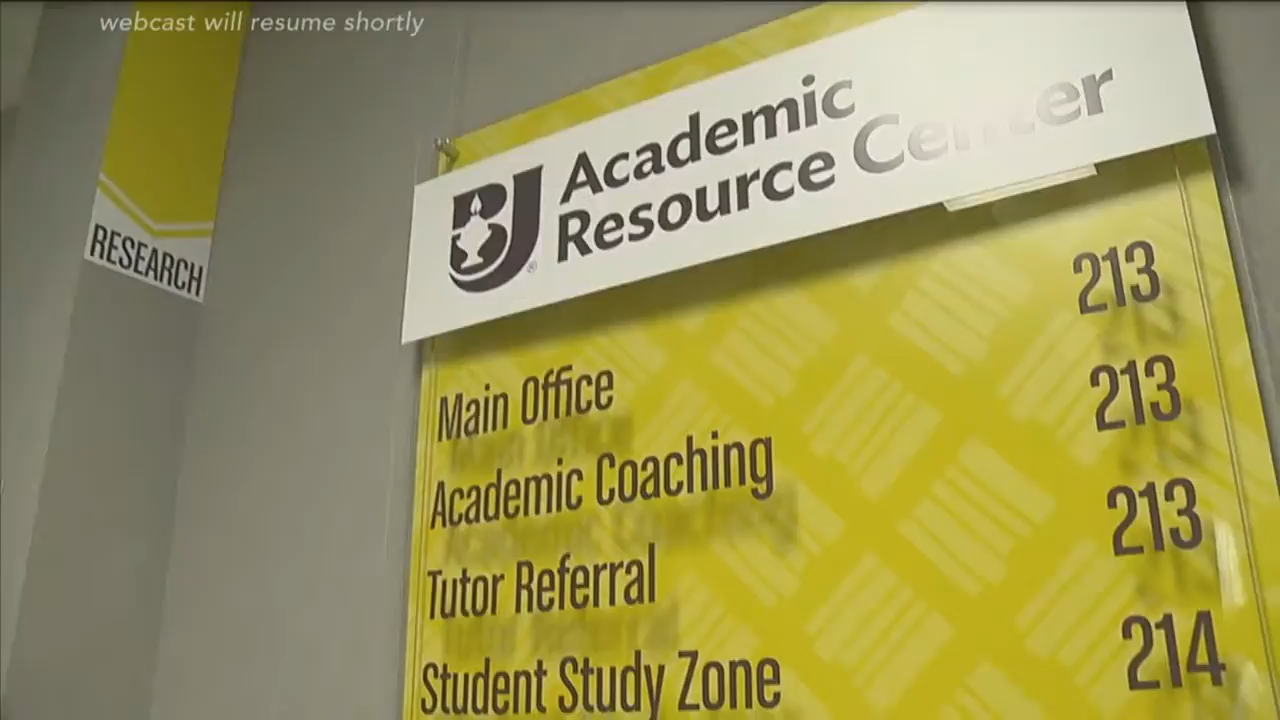 webcast will resume shortly
RESEARCH
BJ Academic
Resource Center
Main Office 213
Academic Coaching 213
Tutor Referral 213
Student Study Zone 214